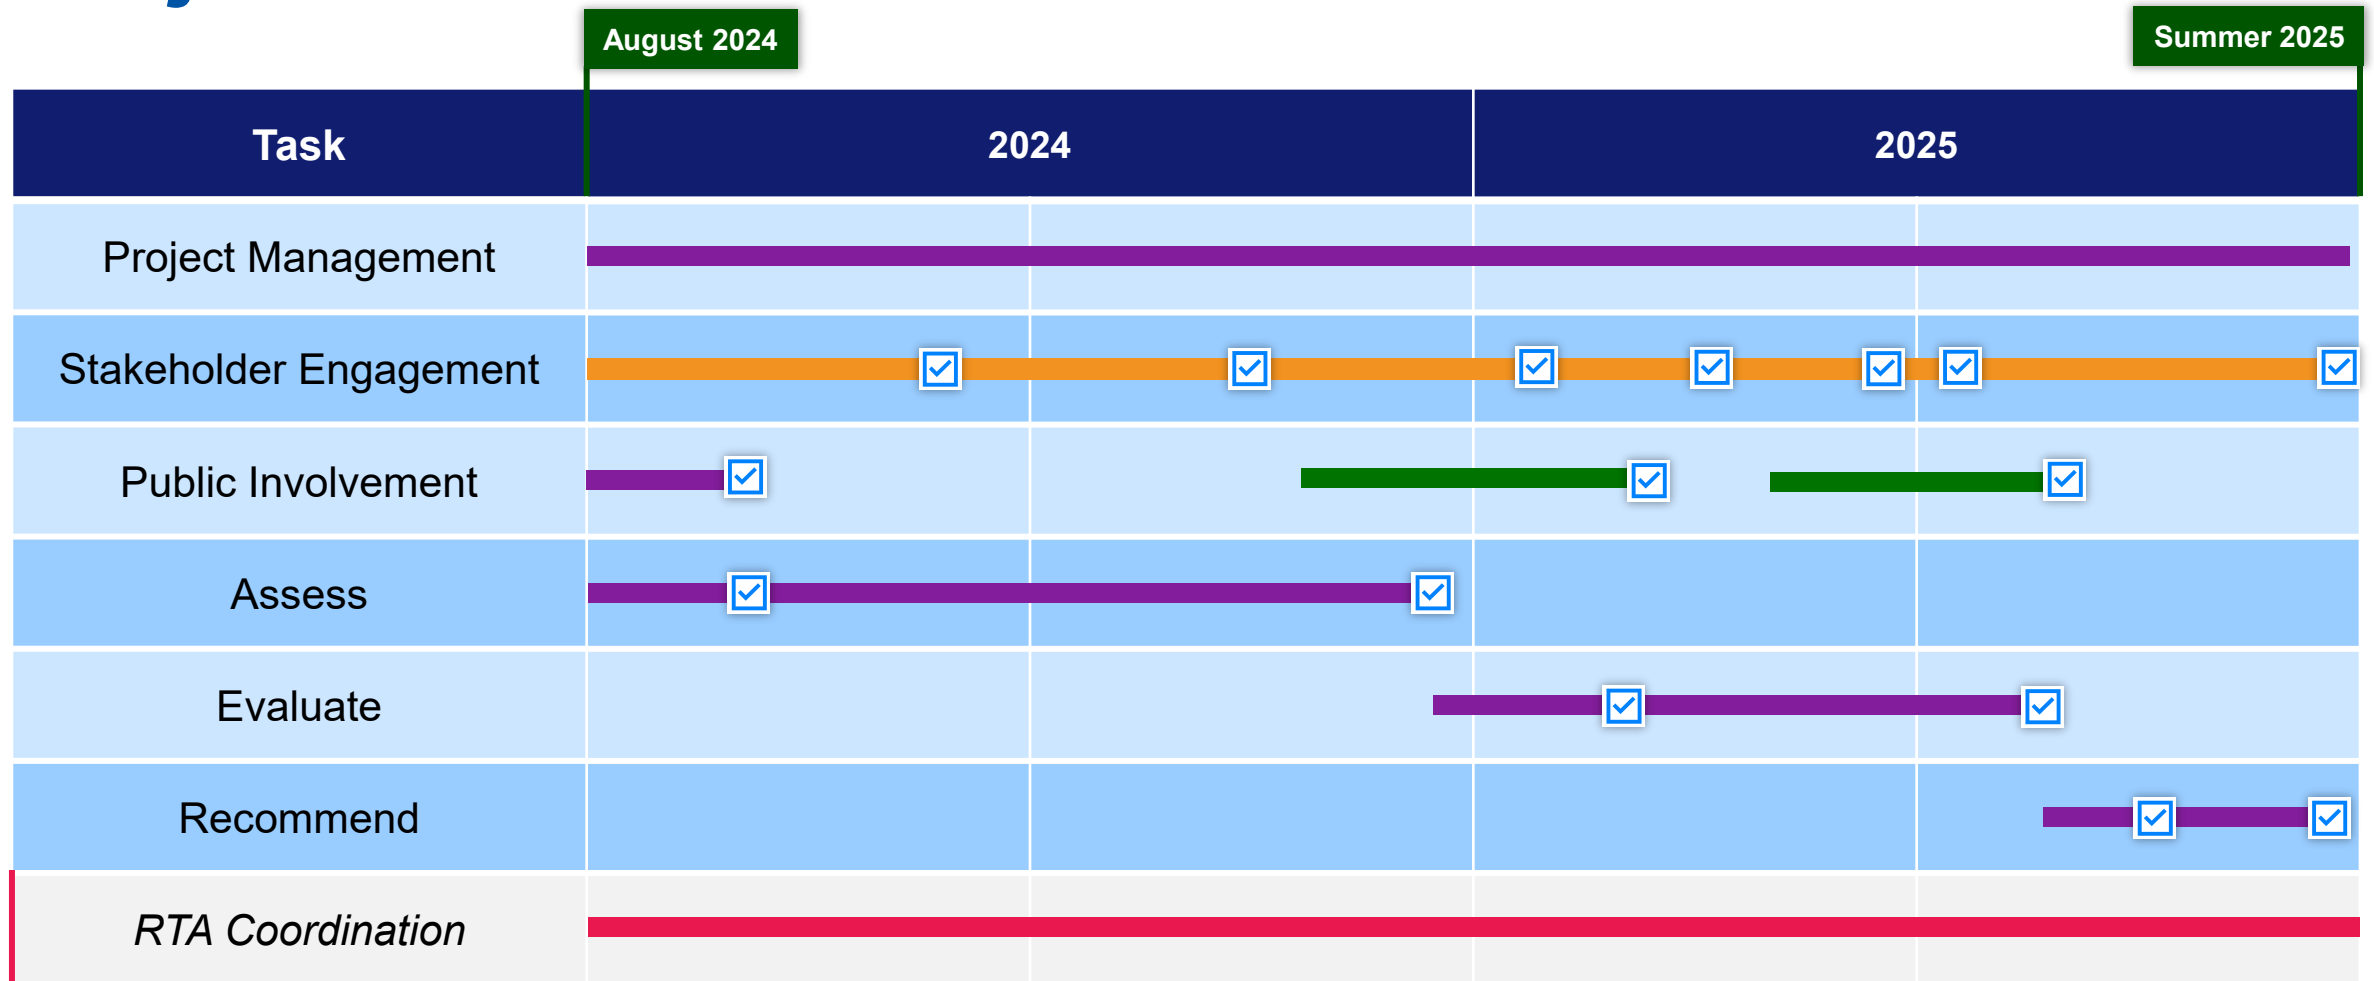 August 2024
Summer 2025
Task
2024
2025
Project Management
Stakeholder Engagement
Public Involvement
Assess
Evaluate
Recommend
RTA Coordination